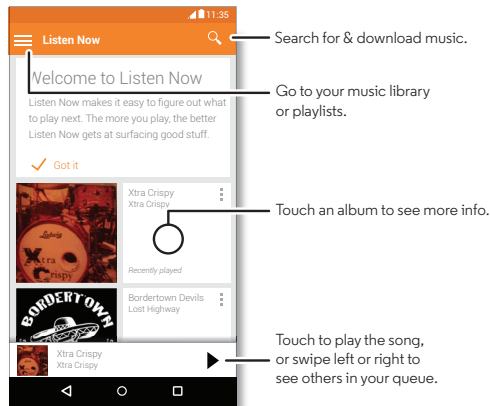 11:35
Listen Now
Search for & download music.
Welcome to Listen Now
Listen Now makes it easy to figure out what
to play next. The more you play, the better
Listen Now gets at surfacing good stuff.
Got it
Go to your music library
or playlists.
Ludwig
Xtra
Crispy
Xtra Crispy
Xtra Crispy
Recently played
Touch an album to see more info.
BORDERTOWN
Bordertown Devils
Lost Highway
Xtra Crispy
Xtra Crispy
Touch to play the song,
or swipe left or right to
see others in your queue.